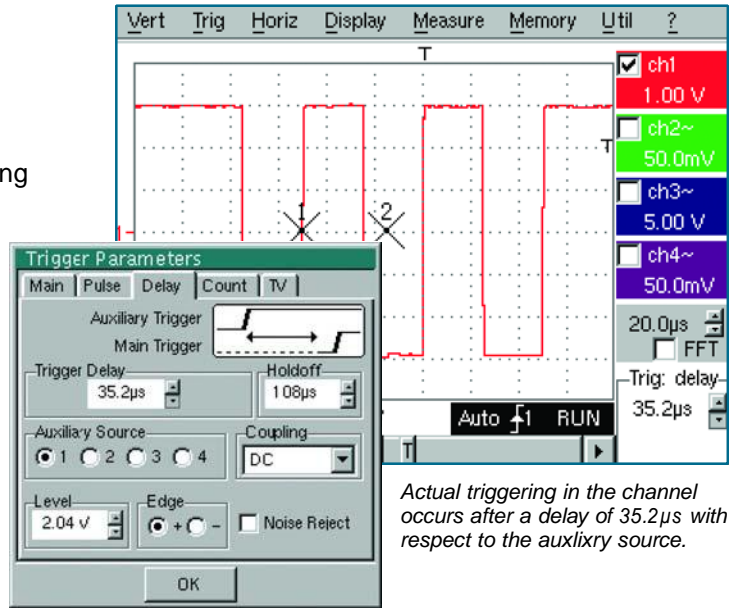 Vert Trig Horiz Display Measure Memory Util ?
T
ch1
1.00 V
ch2~
50.0mV
T
ch3~
5.00 V
ch4~
50.0mV
20.0µs
FFT
Trig: delay
35.2µs
1
2
1
ng
Auto 1 RUN
T
Trigger Parameters
Main Pulse Delay Count TV
Auxiliary Trigger
Main Trigger
Trigger Delay
35.2µs
Holdoff
108µs
Auxiliary Source
1 2 3 4
Coupling
DC
Level
2.04 V
Edge
+ -
Noise Reject
OK
Actual triggering in the channel
occurs after a delay of 35.2µs with
respect to the auxlixry source.